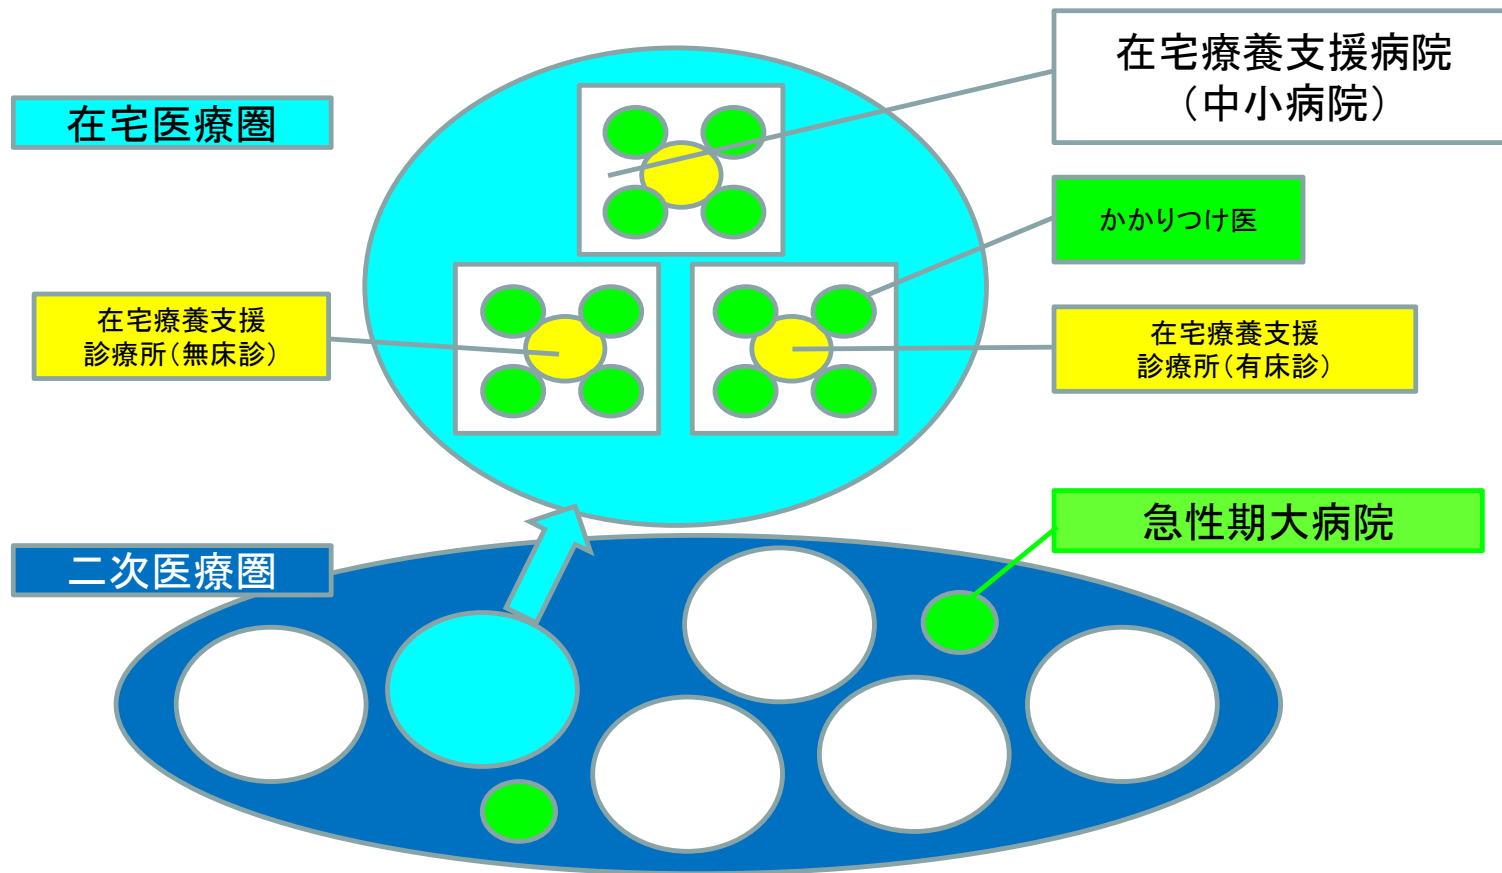 在宅療養支援病院
（中小病院）
在宅医療圏
かかりつけ医
在宅療養支援
診療所（無床診）
在宅療養支援
診療所（有床診）
急性期大病院
二次医療圏